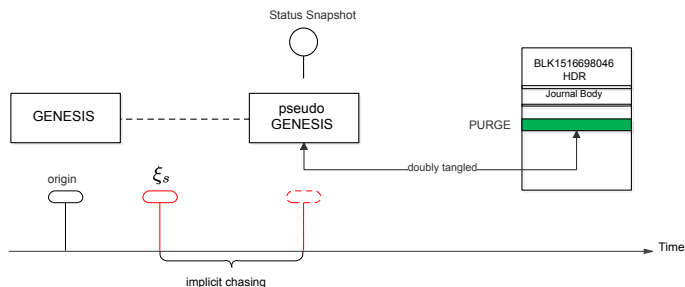 Status Snapshot
BLK1516698046
HDR
Journal Body
GENESIS
pseudo
GENESIS
PURGE
doubly tangled
origin
ξs
Time
implicit chasing